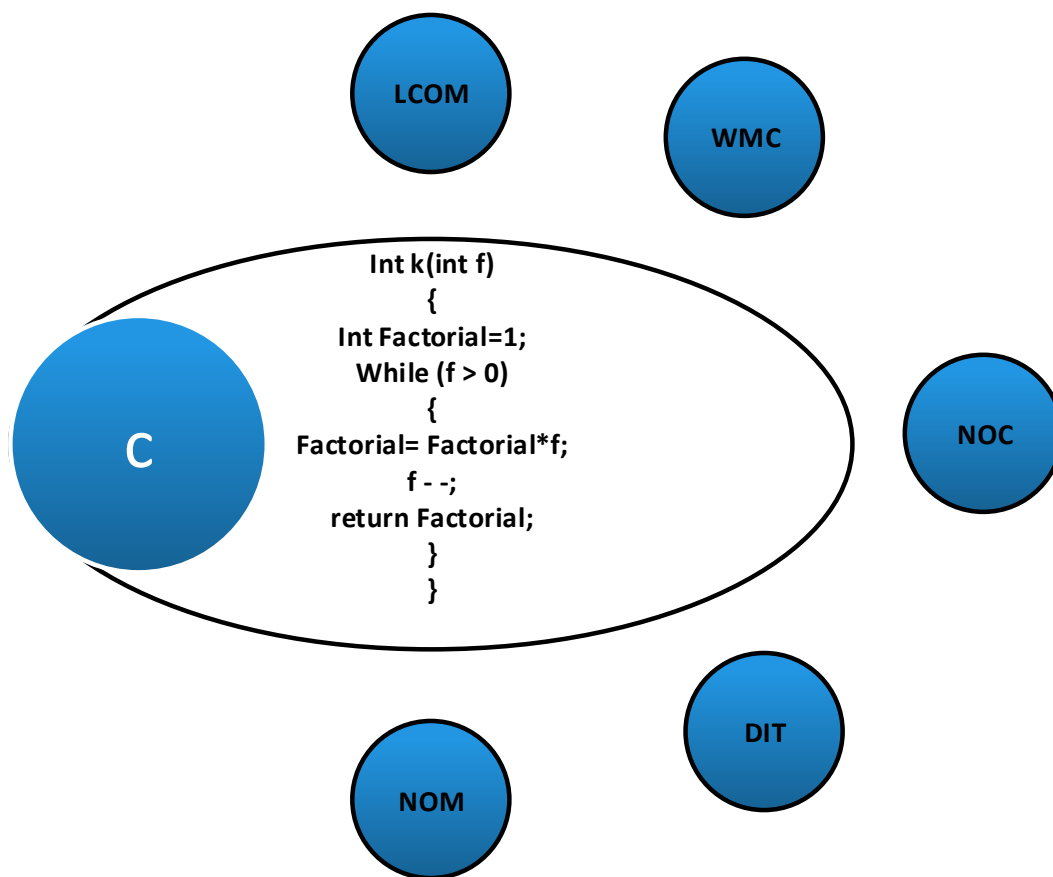 LCOM
WMC
Int k(int f)
{
Int Factorial=1;
While (f > 0)
{
Factorial= Factorial*f;
f - -;
return Factorial;
}
}
C
NOC
DIT
NOM